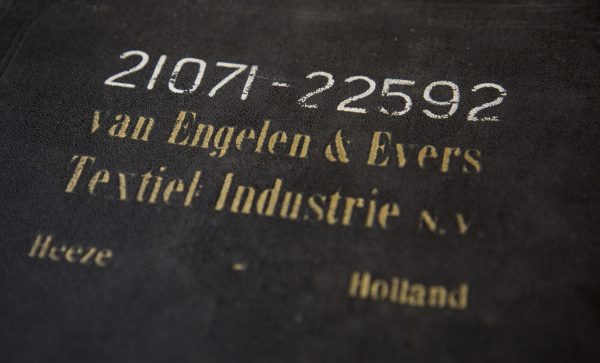 21071-22592
van Engelen & Evers
Textiel Industrie N.V.
Heeze - Holland